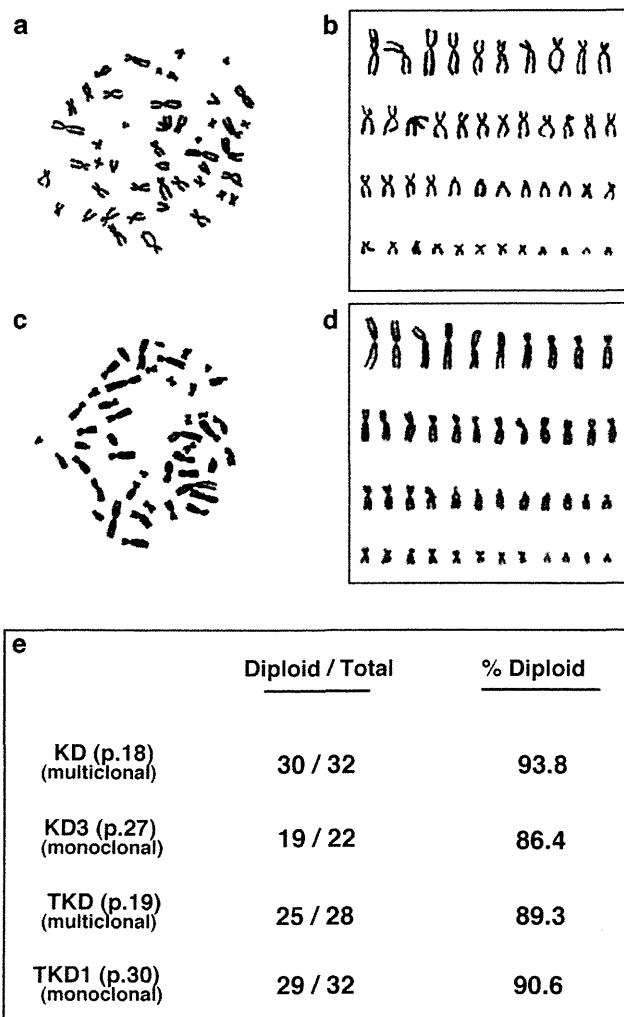 a
b
c
d
e
Diploid / Total % Diploid
KD (p.18) 30 / 32 93.8
(multiclonal)
KD3 (p.27) 19 / 22 86.4
(monoclonal)
TKD (p.19) 25 / 28 89.3
(multiclonal)
TKD1 (p.30) 29 / 32 90.6
(monoclonal)